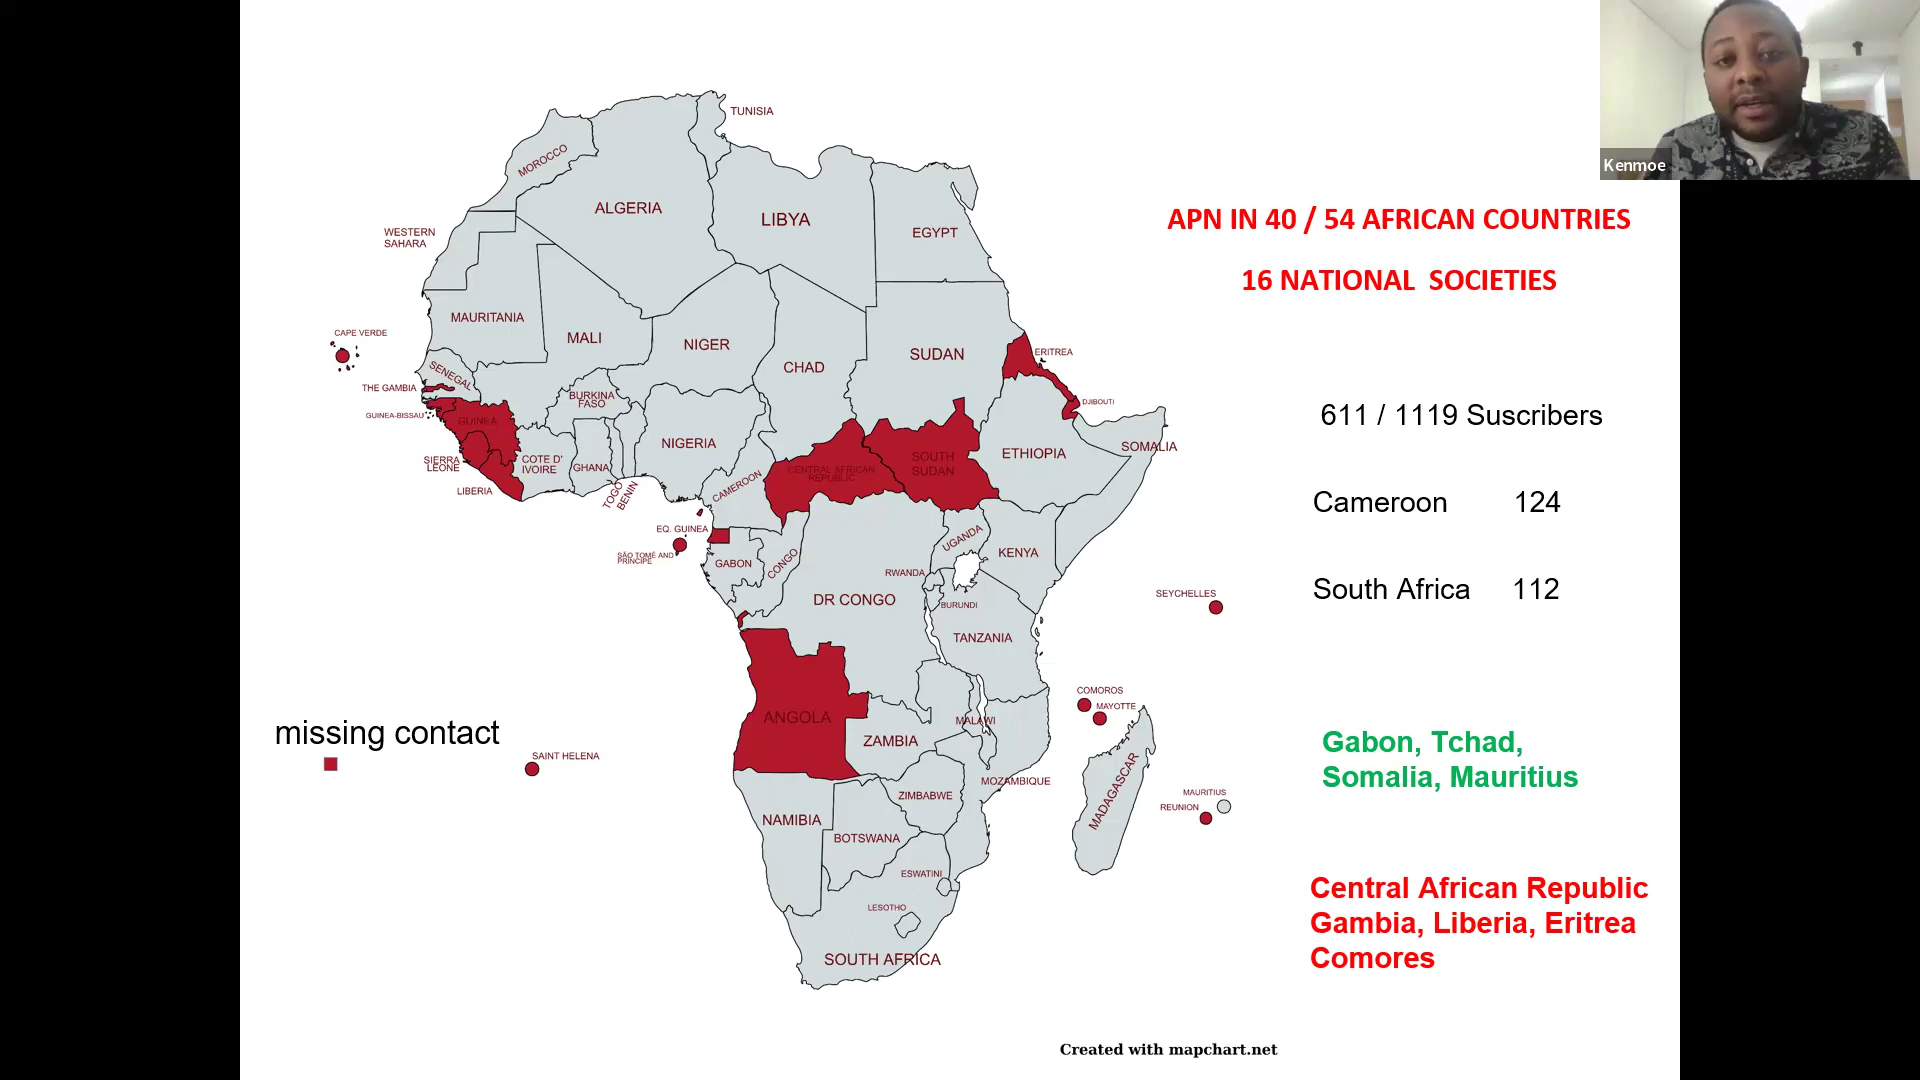 Kenmoe
TUNISIA
MOROCCO
ALGERIA
LIBYA
EGYPT
WESTERN
SAHARA
MAURITANIA
MALI
NIGER
CHAD
SUDAN
ERITREA
CAPE VERDE
SENEGAL
THE GAMBIA
GUINEA-BISSAU
GUINEA
BURKINA
FASO
DJIBOUTI
SIERRA
LEONE
LIBERIA
COTE D'
IVOIRE
GHANA
TOGO
BENIN
NIGERIA
CAMEROON
CENTRAL AFRICAN
REPUBLIC
SOUTH
SUDAN
ETHIOPIA
SOMALIA
EQ. GUINEA
SÃO TOMÉ AND
PRINCIPE
GABON
CONGO
DR CONGO
UGANDA
KENYA
RWANDA
BURUNDI
TANZANIA
SEYCHELLES
COMOROS
MAYOTTE
ANGOLA
ZAMBIA
MALAWI
MOZAMBIQUE
MADAGASCAR
SAINT HELENA
ZIMBABWE
NAMIBIA
BOTSWANA
MAURITIUS
REUNION
ESWATINI
LESOTHO
SOUTH AFRICA
missing contact
APN IN 40 / 54 AFRICAN COUNTRIES
16 NATIONAL SOCIETIES
611 / 1119 Suscribers
Cameroon 124
South Africa 112
Gabon, Tchad,
Somalia, Mauritius
Central African Republic
Gambia, Liberia, Eritrea
Comores
Created with mapchart.net